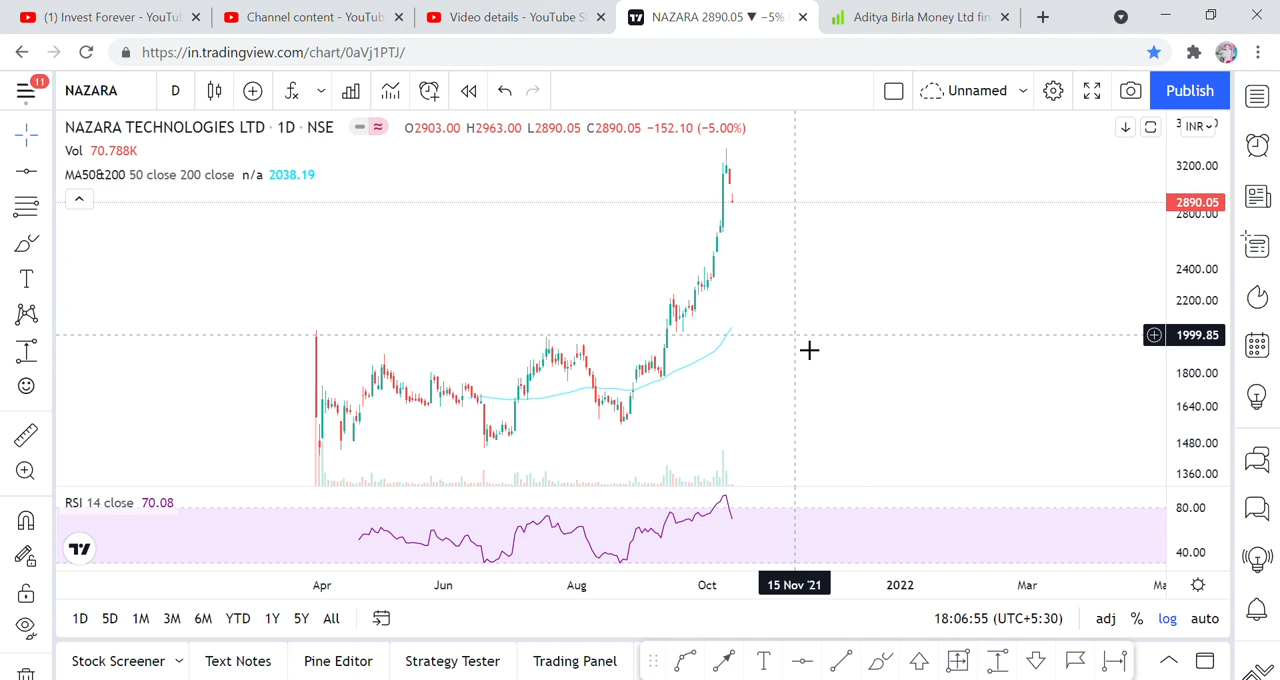 (1) Invest Forever - YouTu
Channel content - YouTub
Video details - YouTube S
NAZARA 2890.05 ▼ −5%
Aditya Birla Money Ltd fin
https://in.tradingview.com/chart/0aVj1PTJ/
11
NAZARA
D
Unnamed
Publish
NAZARA TECHNOLOGIES LTD · 1D · NSE
O2903.00 H2963.00 L2890.05 C2890.05 −152.10 (−5.00%)
INR
Vol 70.788K
MA50&200 50 close 200 close n/a 2038.19
3200.00
2890.05
2800.00
2400.00
2200.00
1999.85
1800.00
1640.00
1480.00
1360.00
RSI 14 close 70.08
80.00
40.00
Apr
Jun
Aug
Oct
15 Nov '21
2022
Mar
Ma
1D 5D 1M 3M 6M YTD 1Y 5Y All
18:06:55 (UTC+5:30)
adj % log auto
Stock Screener
Text Notes
Pine Editor
Strategy Tester
Trading Panel